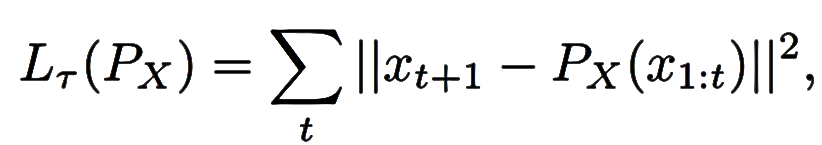 L_τ(P_X) = ∑_t ||x_{t+1} − P_X(x_{1:t})||²,